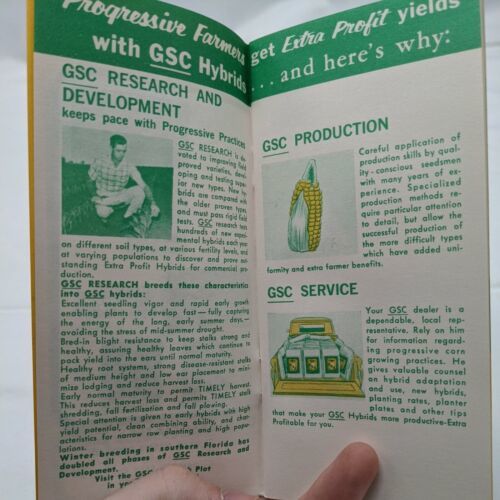 Progressive Farmers
with GSC Hybrids
GSC RESEARCH AND
DEVELOPMENT
keeps pace with Progressive Practices
GSC RESEARCH is de-
voted to improving field
proved varieties, devel-
oping and testing super-
ior new types. New hy-
brids are compared with
the older proven types
and must pass rigid field
tests. GSC research tests
hundreds of new exper-
imental hybrids each year
on different soil types, at various fertility levels, and
at varying populations to discover and prove out-
standing Extra Profit Hybrids for commercial pro-
duction.
GSC RESEARCH breeds these characteristics
into GSC hybrids:
Excellent seedling vigor and rapid early growth
enabling plants to develop fast — fully capturing
the energy of the long, early summer days —
avoiding the stress of mid-summer drought.
Bred-in blight resistance to keep stalks strong and
healthy, assuring healthy leaves which continue to
pack yield into the ears until normal maturity.
Healthy root systems, strong disease-resistant stalks
of medium height and low ear placement to mini-
mize lodging and reduce harvest loss.
Early normal maturity to permit TIMELY harvest.
This reduces harvest loss and permits TIMELY stalk
shredding, fall fertilization and fall plowing.
Special attention is given to early hybrids with high
yield potential, clean combining ability, and char-
acteristics for narrow row planting and high popu-
lations.
Winter breeding in southern Florida has
doubled all phases of GSC Research and
Development.
Visit the GSC Plot
in
get Extra Profit yields
... and here's why:
GSC PRODUCTION
Careful application of
production skills by qual-
ity - conscious seedsmen
with many years of ex-
perience. Specialized
production methods re-
quire particular attention
to detail, but allow the
successful production of
the more difficult types
which have added uni-
formity and extra farmer benefits.
GSC SERVICE
Your GSC dealer is a
dependable, local rep-
resentative. Rely on him
for information regard-
ing progressive corn
growing practices. He
gives valuable counsel
on hybrid adaptation
and use, new hybrids,
planting rates, planter
plates and other tips
that make your GSC Hybrids more productive-Extra
Profitable for you.